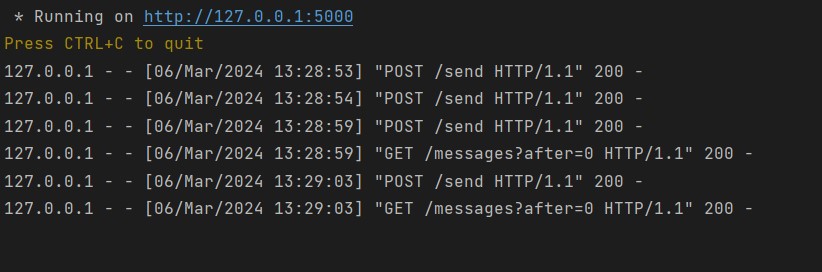 * Running on http://127.0.0.1:5000
Press CTRL+C to quit
127.0.0.1 - - [06/Mar/2024 13:28:53] "POST /send HTTP/1.1" 200 -
127.0.0.1 - - [06/Mar/2024 13:28:54] "POST /send HTTP/1.1" 200 -
127.0.0.1 - - [06/Mar/2024 13:28:59] "POST /send HTTP/1.1" 200 -
127.0.0.1 - - [06/Mar/2024 13:28:59] "GET /messages?after=0 HTTP/1.1" 200 -
127.0.0.1 - - [06/Mar/2024 13:29:03] "POST /send HTTP/1.1" 200 -
127.0.0.1 - - [06/Mar/2024 13:29:03] "GET /messages?after=0 HTTP/1.1" 200 -